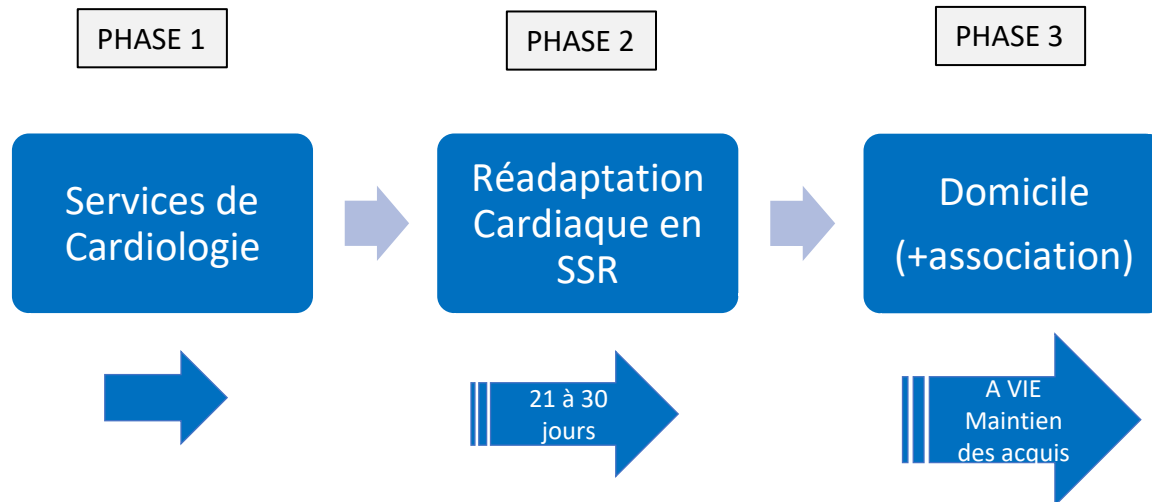 PHASE 1
PHASE 2
PHASE 3
Services de
Cardiologie
Réadaptation
Cardiaque en
SSR
Domicile
(+association)
21 à 30
jours
A VIE
Maintien
des acquis